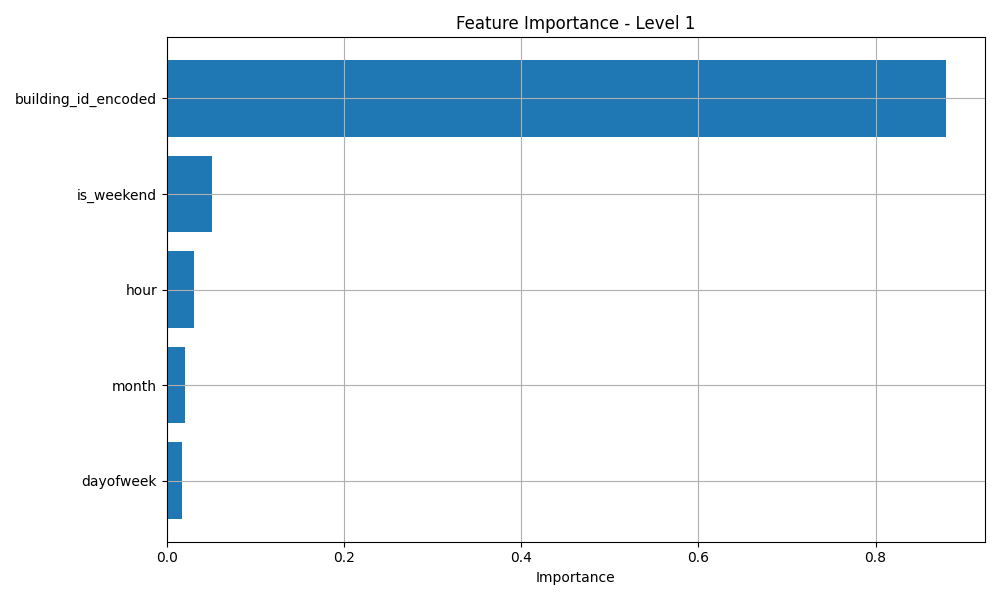 Feature Importance - Level 1
building_id_encoded
is_weekend
hour
month
dayofweek
0.0 0.2 0.4 0.6 0.8
Importance